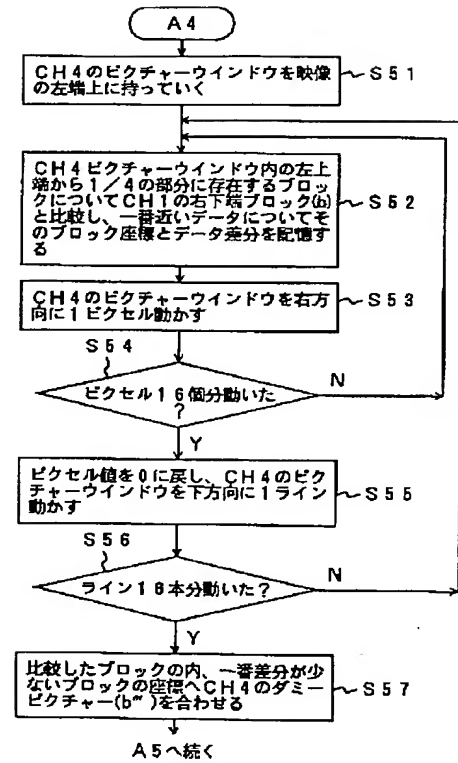 A4
CH4のピクチャーウインドウを映像
の左端上に持っていく
S51
CH4ピクチャーウインドウ内の左上
端から1/4の部分に存在するブロッ
クについてCH1の右下端ブロック(b)
と比較し、一番近いデータについてそ
のブロック座標とデータ差分を記憶す
る
S52
CH4のピクチャーウインドウを右方
向に1ピクセル動かす
S53
S54
ピクセル16個分動いた
?
N
Y
ピクセル値を0に戻し、CH4のピク
チャーウインドウを下方向に1ライン
動かす
S55
S56
ライン16本分動いた?
N
Y
比較したブロックの内、一番差分が少
ないブロックの座標へCH4のダミー
ピクチャー(b''')を合わせる
S57
A5へ続く